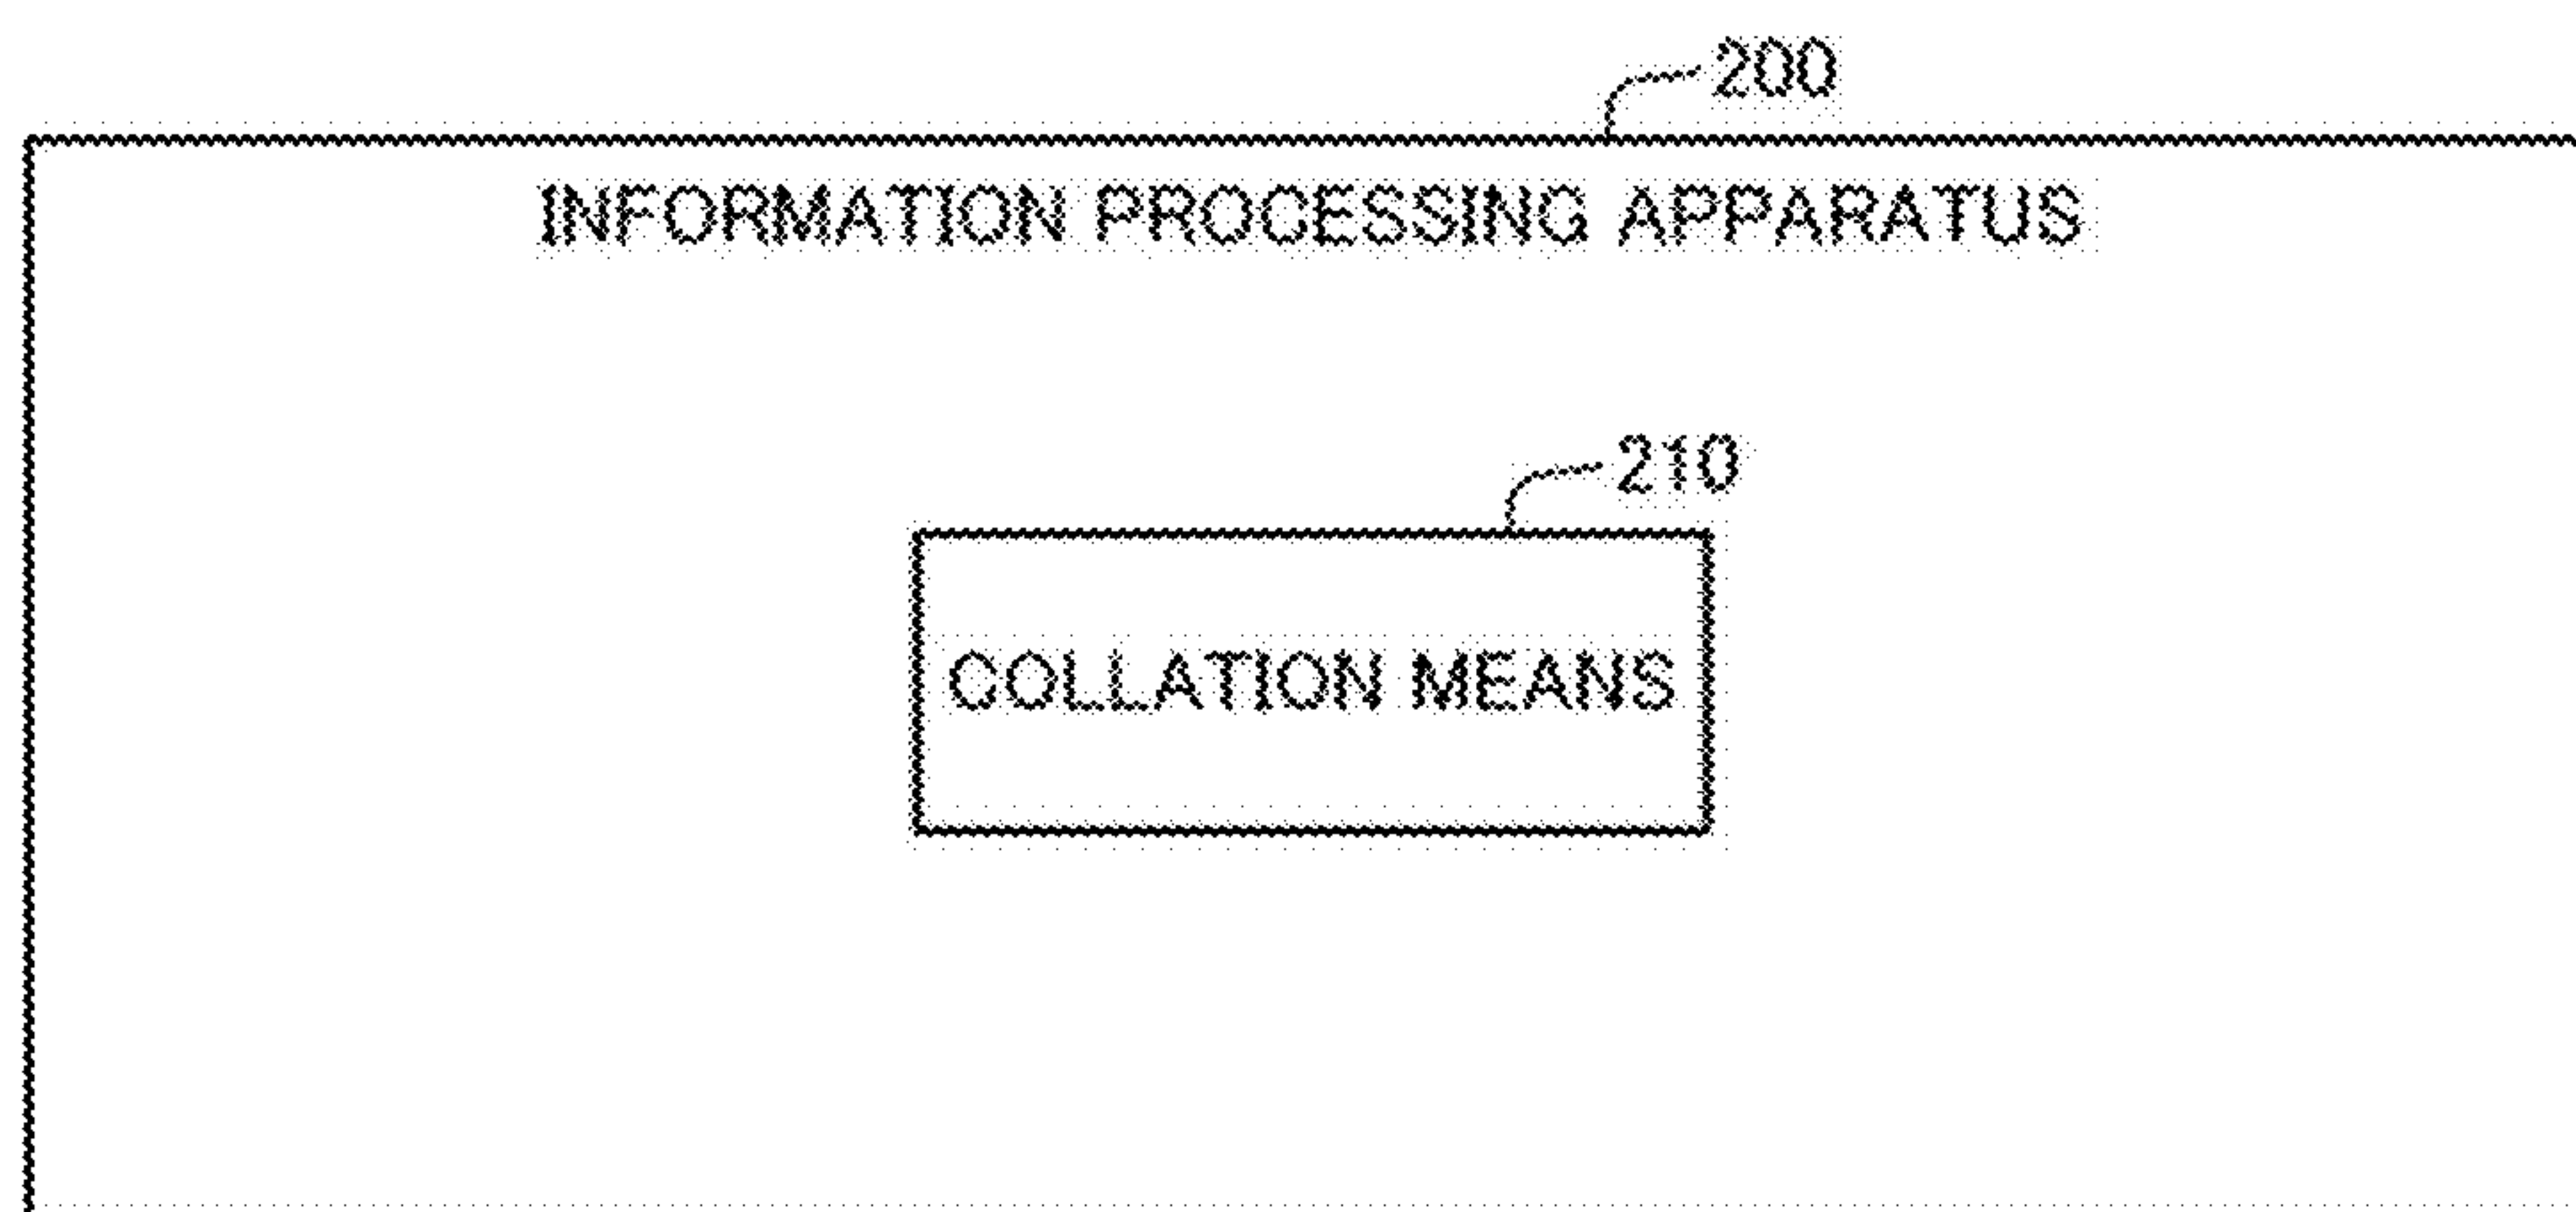 200
INFORMATION PROCESSING APPARATUS
210
COLLATION MEANS